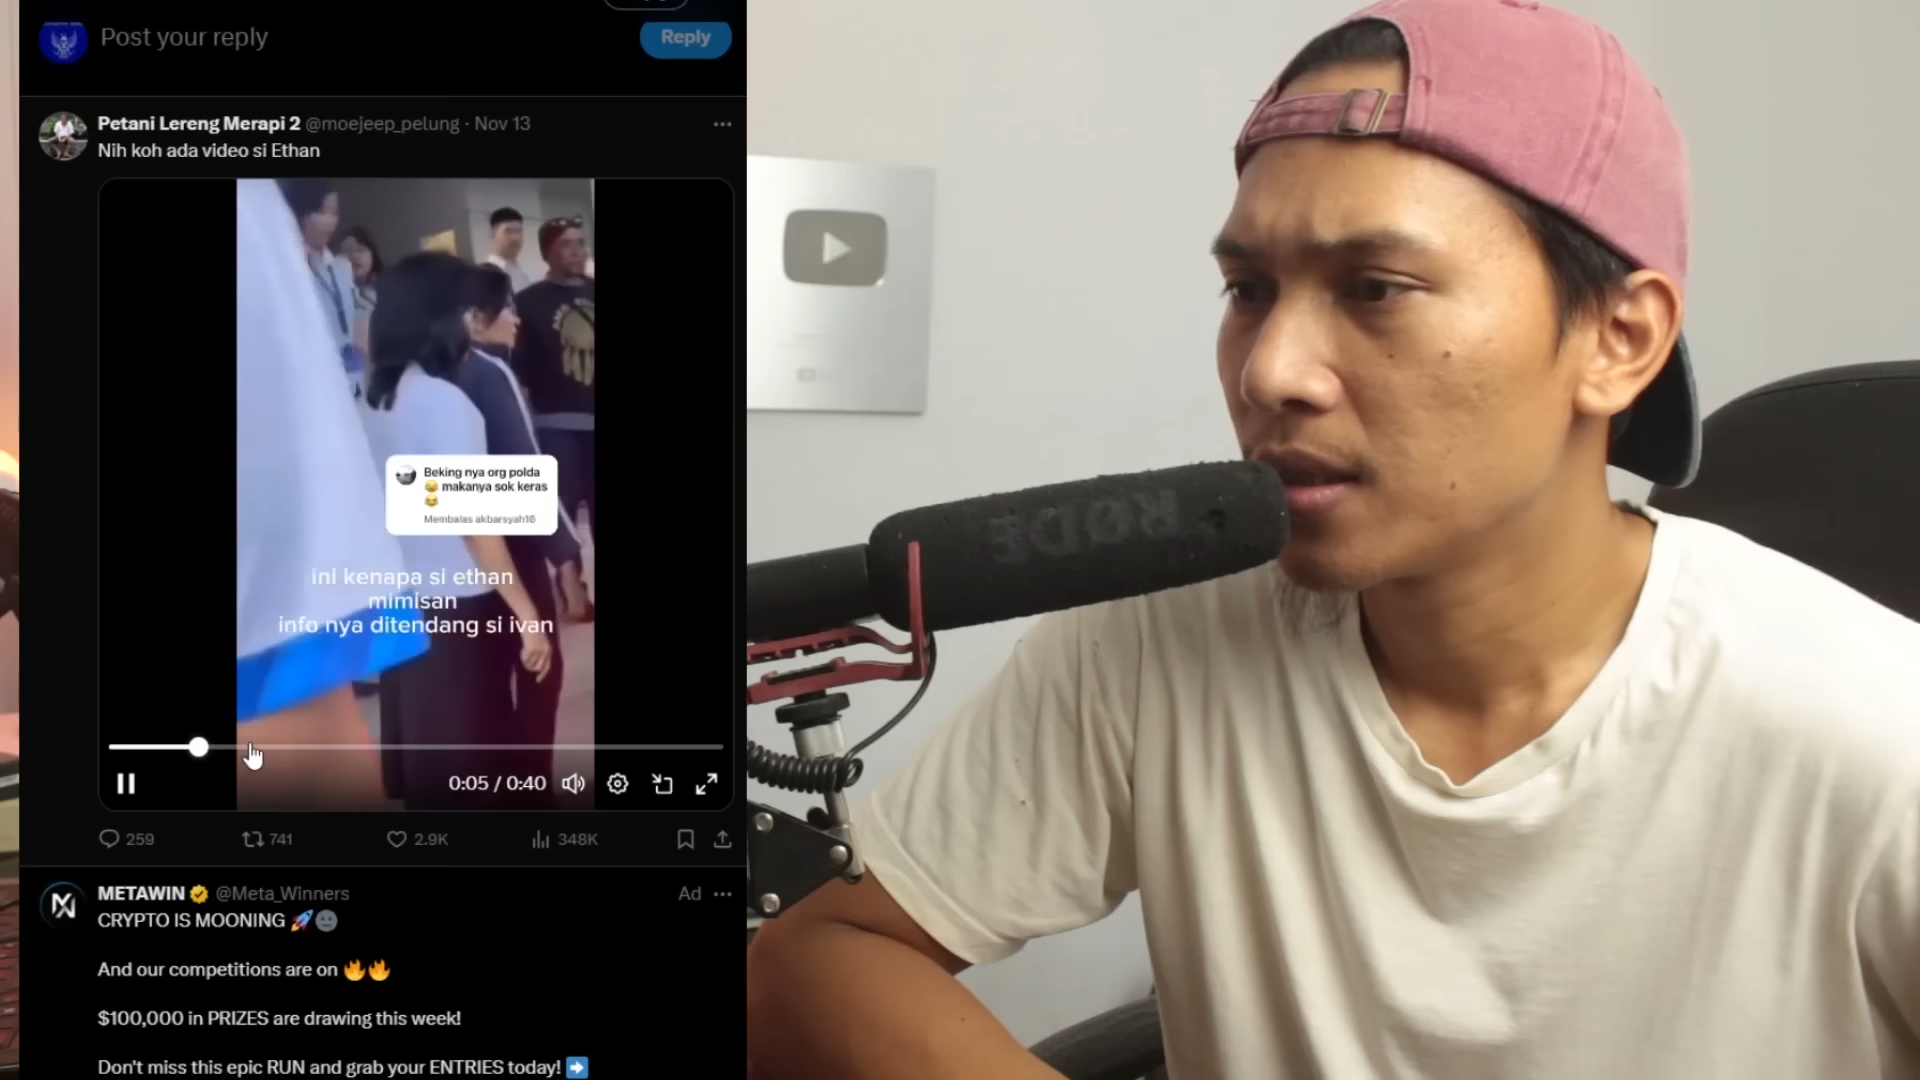 Post your reply
Reply
Petani Lereng Merapi 2 @moejeep_pelung · Nov 13
Nih koh ada video si Ethan
Beking nya org polda
😂 makanya sok keras
😂
Membalas akbarsyah16
ini kenapa si ethan
mimisan
info nya ditendang si ivan
0:05 / 0:40
259
741
2.9K
348K
METAWIN @Meta_Winners
Ad
CRYPTO IS MOONING 🚀🌚
And our competitions are on 🔥🔥
$100,000 in PRIZES are drawing this week!
Don't miss this epic RUN and grab your ENTRIES today! ➡️
RODE